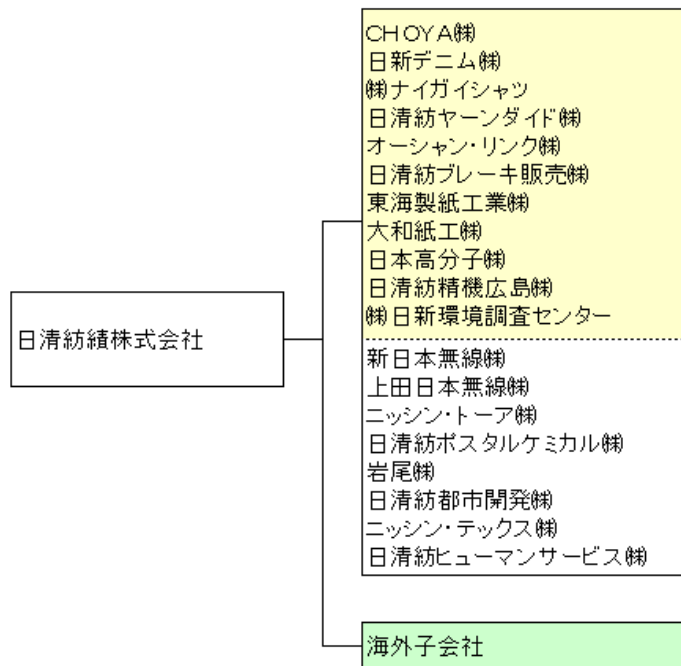 日清紡績株式会社
CHOYA㈱
日新デニム㈱
㈱ナイガイシャツ
日清紡ヤーンダイド㈱
オーシャン・リンク㈱
日清紡ブレーキ販売㈱
東海製紙工業㈱
大和紙工㈱
日本高分子㈱
日清紡精機広島㈱
㈱日新環境調査センター
新日本無線㈱
上田日本無線㈱
ニッシン・トーア㈱
日清紡ポスタルケミカル㈱
岩尾㈱
日清紡都市開発㈱
ニッシン・テックス㈱
日清紡ヒューマンサービス㈱
海外子会社